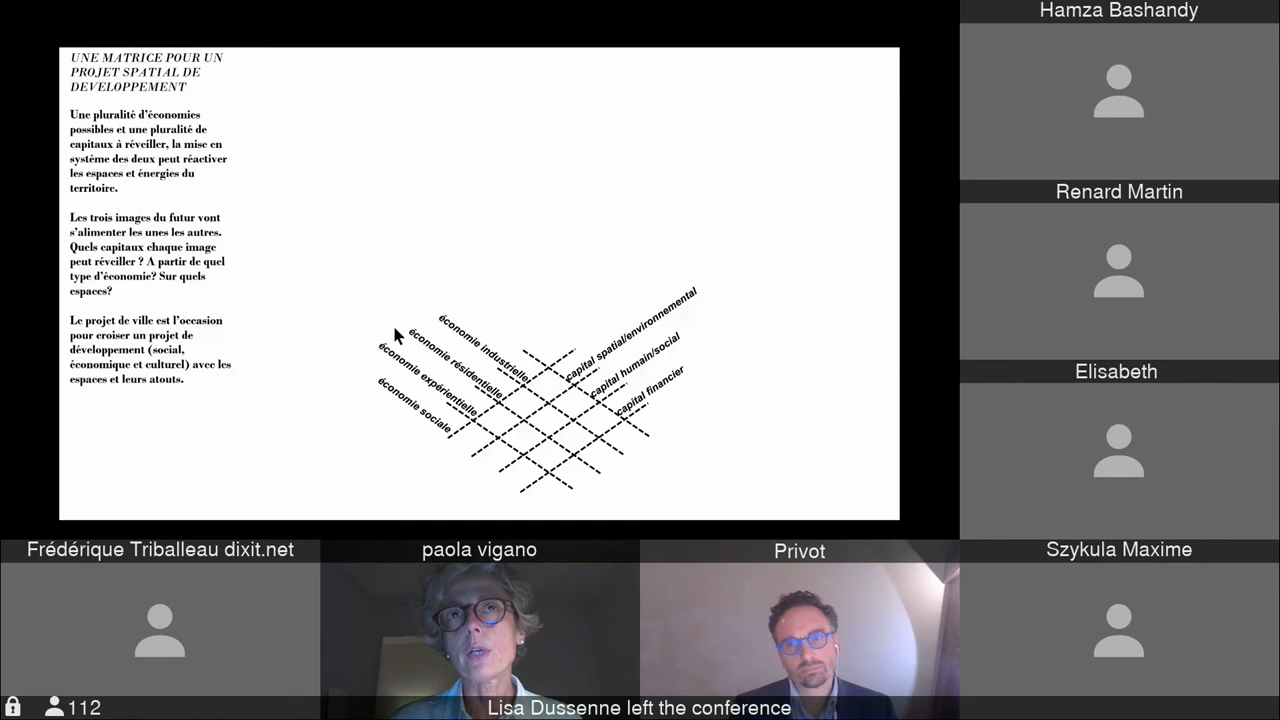 UNE MATRICE POUR UN
PROJET SPATIAL DE
DEVELOPPEMENT
Une pluralité d'économies
possibles et une pluralité de
capitaux à réveiller, la mise en
système des deux peut réactiver
les espaces et énergies du
territoire.
Les trois images du futur vont
s'alimenter les unes les autres.
Quels capitaux chaque image
peut réveiller ? A partir de quel
type d'économie? Sur quels
espaces?
Le projet de ville est l'occasion
pour croiser un projet de
développement (social,
économique et culturel) avec les
espaces et leurs atouts.
économie industrielle
économie résidentielle
économie expérientielle
économie sociale
capital spatial/environnemental
capital humain/social
capital financier
Hamza Bashandy
Renard Martin
Elisabeth
Frédérique Triballeau dixit.net
paola vigano
Privot
Szykula Maxime
112
Lisa Dussenne left the conference